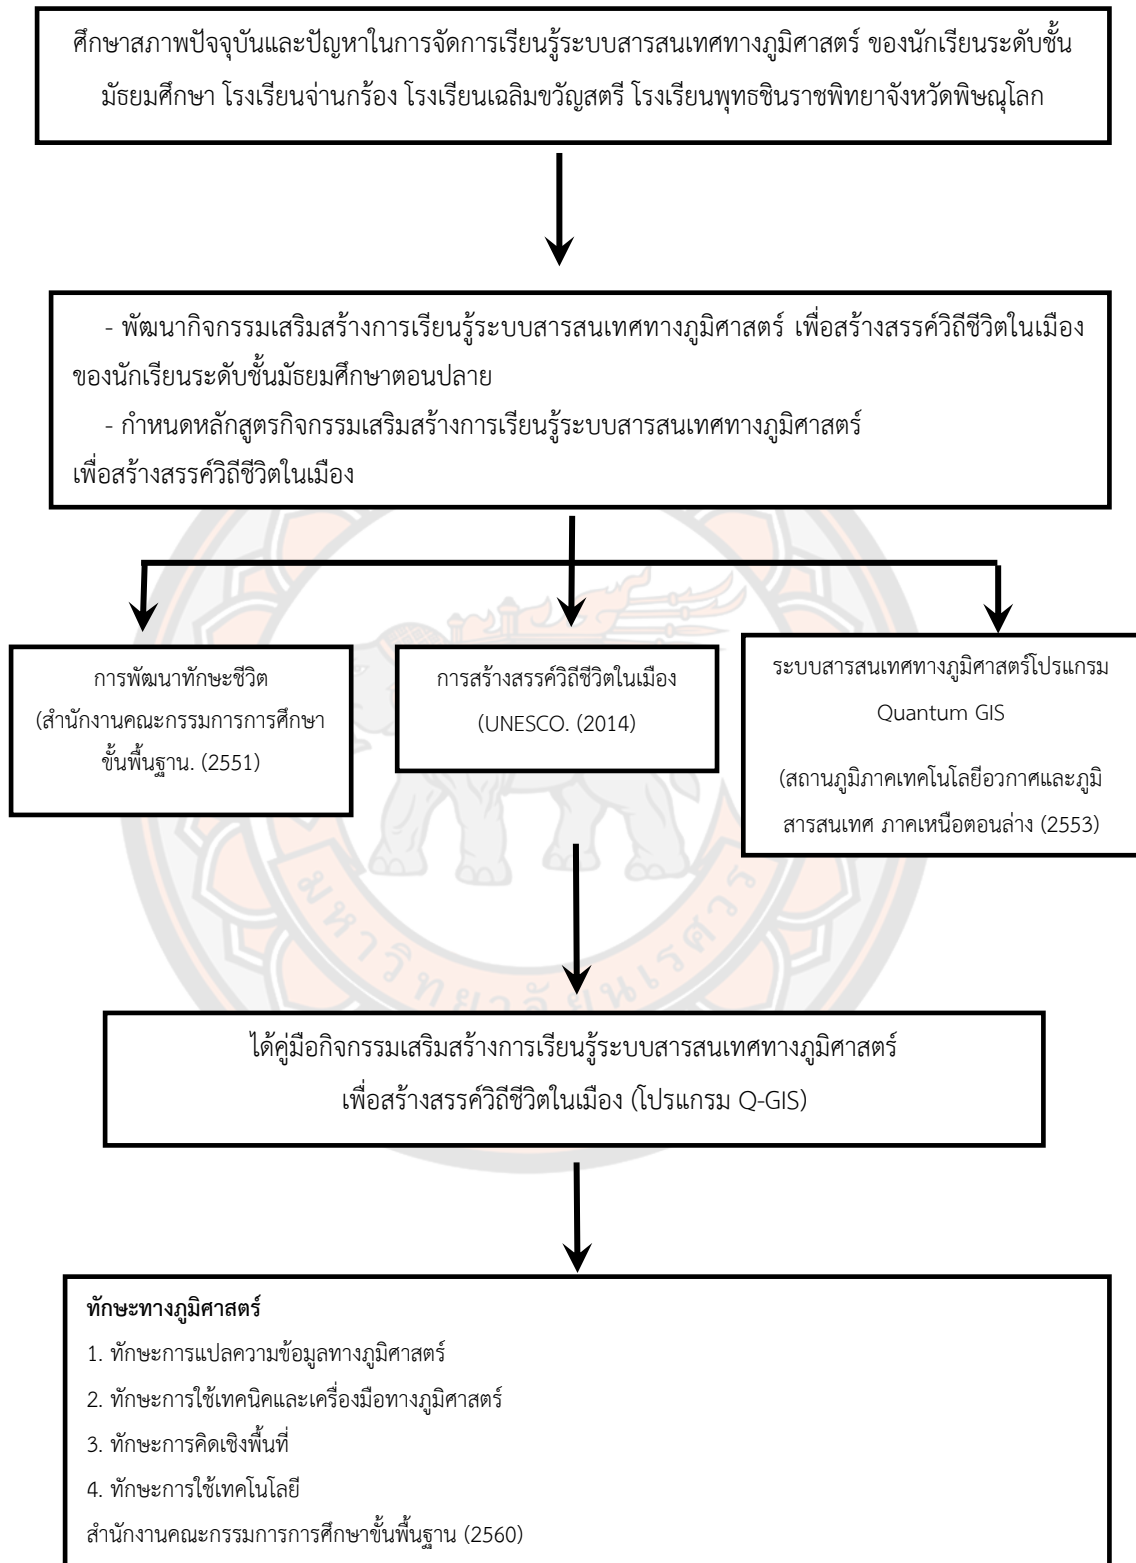 ศึกษาสภาพปัจจุบันและปัญหาในการจัดการเรียนรู้ระบบสารสนเทศทางภูมิศาสตร์ ของนักเรียนระดับชั้น
มัธยมศึกษา โรงเรียนจ่านกร้อง โรงเรียนเฉลิมขวัญสตรี โรงเรียนพุทธชินราชพิทยาจังหวัดพิษณุโลก
- พัฒนากิจกรรมเสริมสร้างการเรียนรู้ระบบสารสนเทศทางภูมิศาสตร์ เพื่อสร้างสรรค์วิถีชีวิตในเมือง
ของนักเรียนระดับชั้นมัธยมศึกษาตอนปลาย
- กำหนดหลักสูตรกิจกรรมเสริมสร้างการเรียนรู้ระบบสารสนเทศทางภูมิศาสตร์
เพื่อสร้างสรรค์วิถีชีวิตในเมือง
การพัฒนาทักษะชีวิต
(สำนักงานคณะกรรมการการศึกษา
ขั้นพื้นฐาน. (2551)
การสร้างสรรค์วิถีชีวิตในเมือง
(UNESCO. (2014)
ระบบสารสนเทศทางภูมิศาสตร์โปรแกรม
Quantum GIS
(สถานภูมิภาคเทคโนโลยีอวกาศและภูมิ
สารสนเทศ ภาคเหนือตอนล่าง (2553)
มหาวิทยาลัยนเรศวร
ได้คู่มือกิจกรรมเสริมสร้างการเรียนรู้ระบบสารสนเทศทางภูมิศาสตร์
เพื่อสร้างสรรค์วิถีชีวิตในเมือง (โปรแกรม Q-GIS)
ทักษะทางภูมิศาสตร์
1. ทักษะการแปลความข้อมูลทางภูมิศาสตร์
2. ทักษะการใช้เทคนิคและเครื่องมือทางภูมิศาสตร์
3. ทักษะการคิดเชิงพื้นที่
4. ทักษะการใช้เทคโนโลยี
สำนักงานคณะกรรมการการศึกษาขั้นพื้นฐาน (2560)